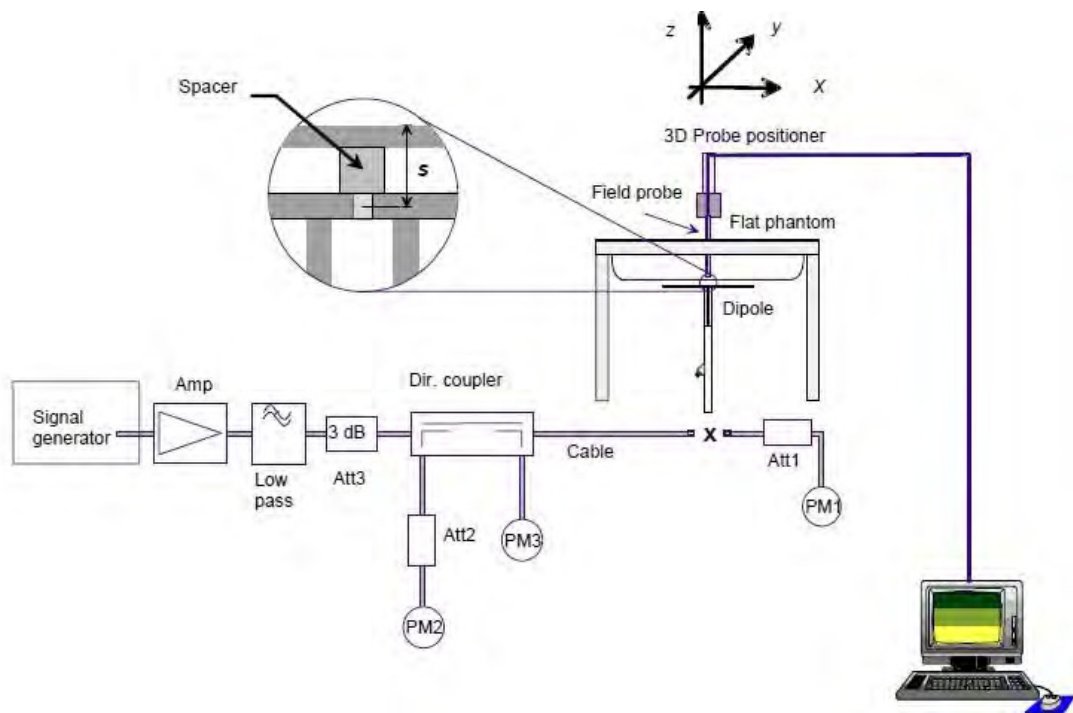 z
y
x
Spacer
s
3D Probe positioner
Field probe
Flat phantom
Dipole
Dir. coupler
Amp
Signal
generator
3 dB
Cable
x
Att1
Low
pass
Att3
PM1
Att2
PM3
PM2